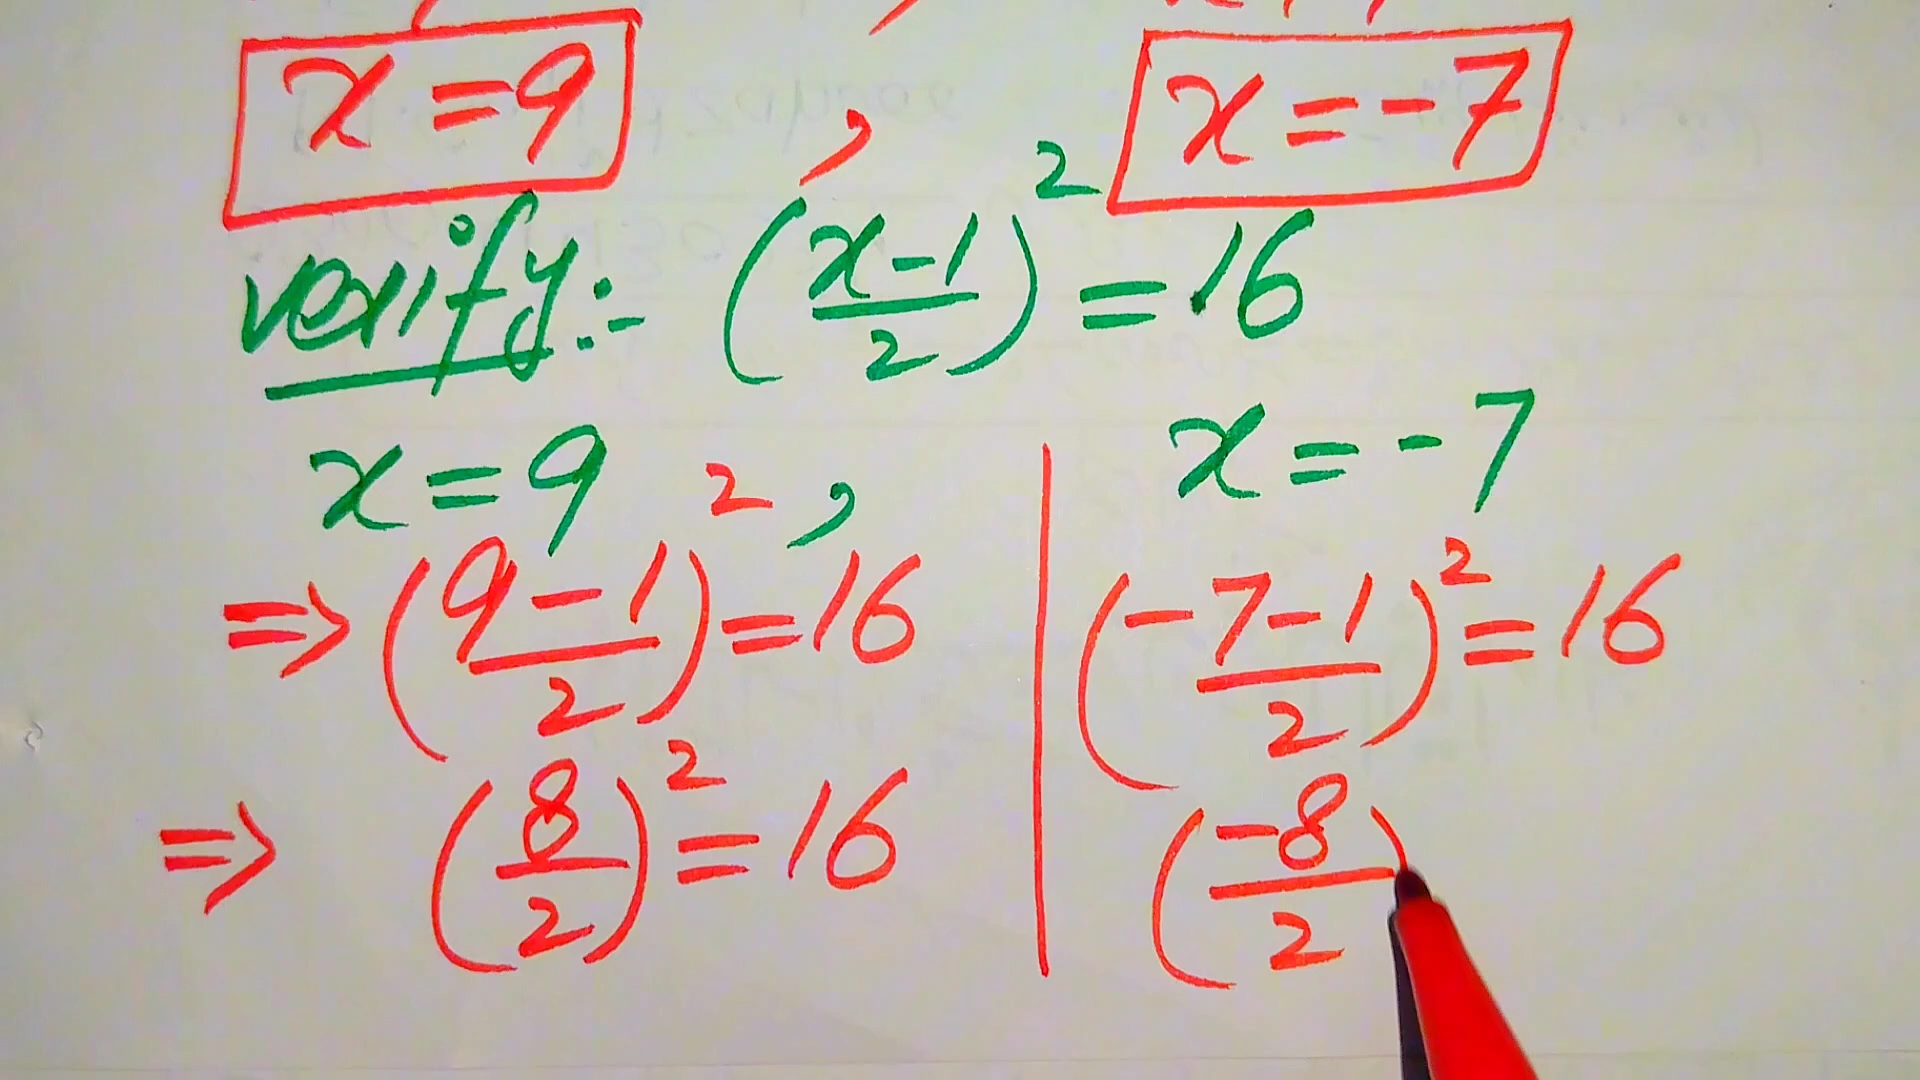 x = 9 , x = -7
verify:- (x-1/2)² = 16
x = 9 , x = -7
⇒ (9-1/2)² = 16 (-7-1/2)² = 16
⇒ (8/2)² = 16 (-8/2)